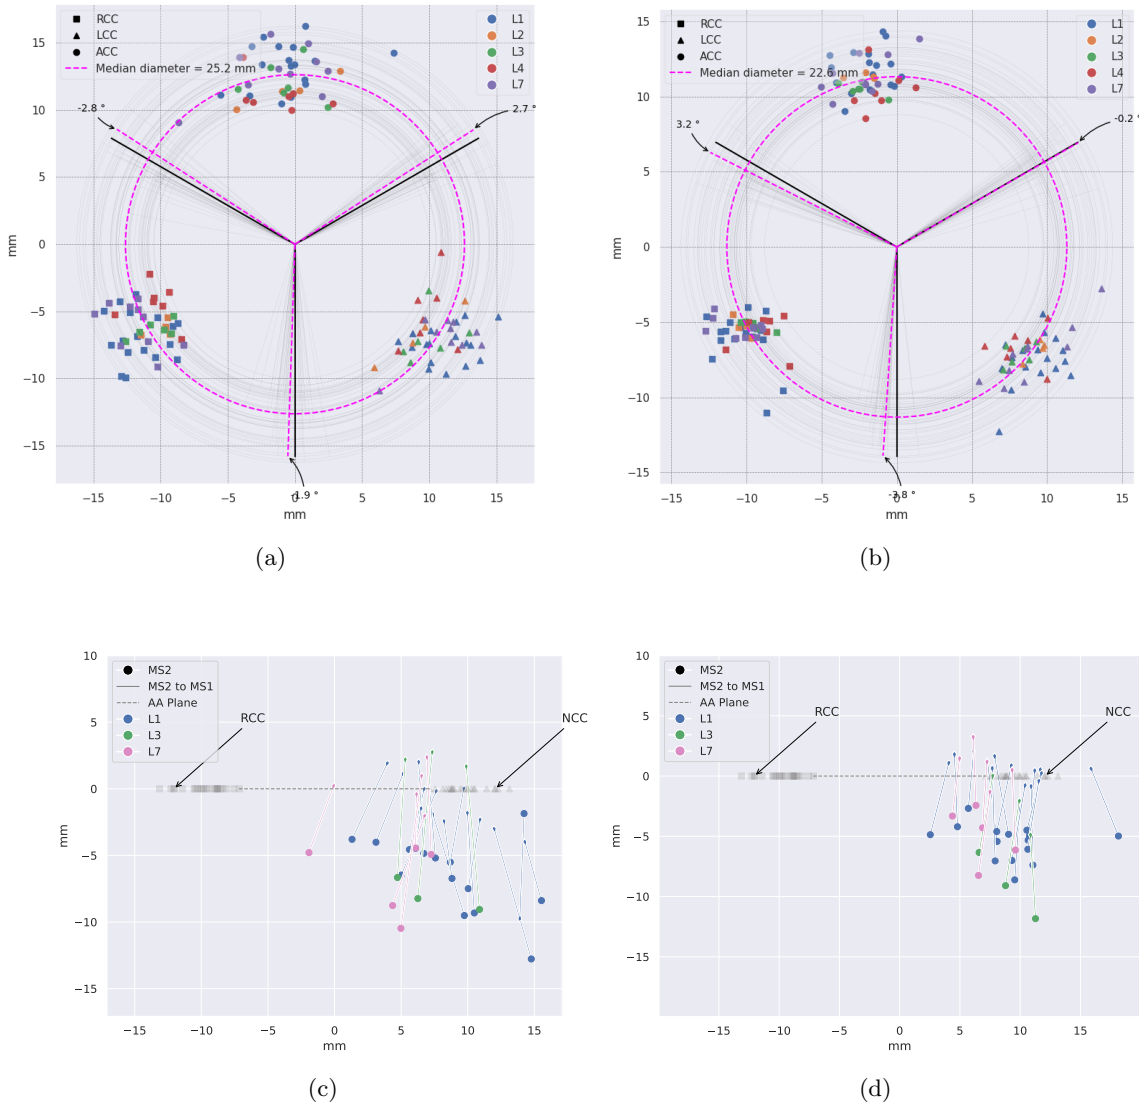 RCC
LCC
ACC
Median diameter = 25.2 mm
L1
L2
L3
L4
L7
-2.8 °
2.7 °
15
10
5
0
−5
−10
−15
mm
−15 −10 −5 0 5 10 15
mm
(a)
RCC
LCC
ACC
Median diameter = 22.6 mm
L1
L2
L3
L4
L7
3.2 °
-0.2 °
15
10
5
0
−5
−10
−15
mm
-3.8 °
−15 −10 −5 0 5 10 15
mm
(b)
MS2
MS2 to MS1
AA Plane
L1
L3
L7
RCC
NCC
10
5
0
−5
−10
−15
−15 −10 −5 0 5 10 15
mm
(c)
MS2
MS2 to MS1
AA Plane
L1
L3
L7
RCC
NCC
10
5
0
−5
−10
−15
−15 −10 −5 0 5 10 15
mm
(d)